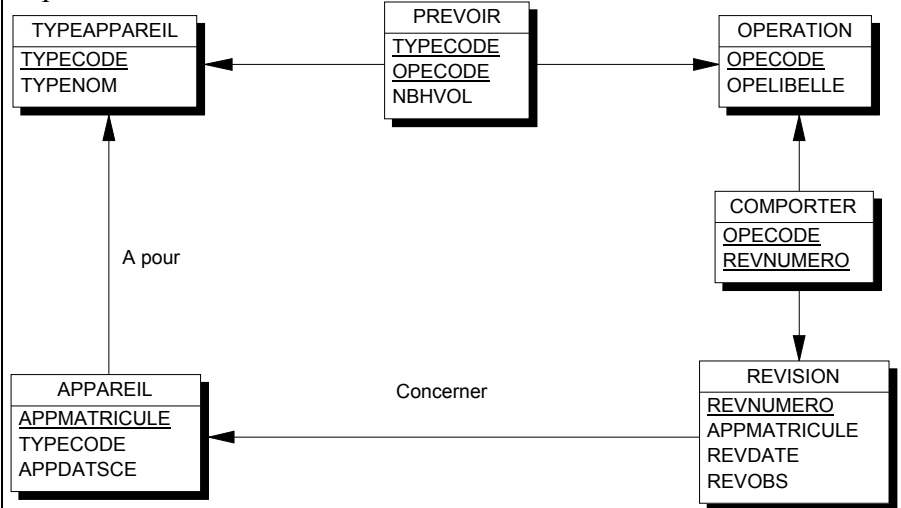 TYPEAPPAREIL
TYPECODE
TYPENOM
PREVOIR
TYPECODE
OPECODE
NBHVOL
OPERATION
OPECODE
OPELIBELLE
COMPORTER
OPECODE
REVNUMERO
A pour
APPAREIL
APPMATRICULE
TYPECODE
APPDATSCE
Concerner
REVISION
REVNUMERO
APPMATRICULE
REVDATE
REVOBS